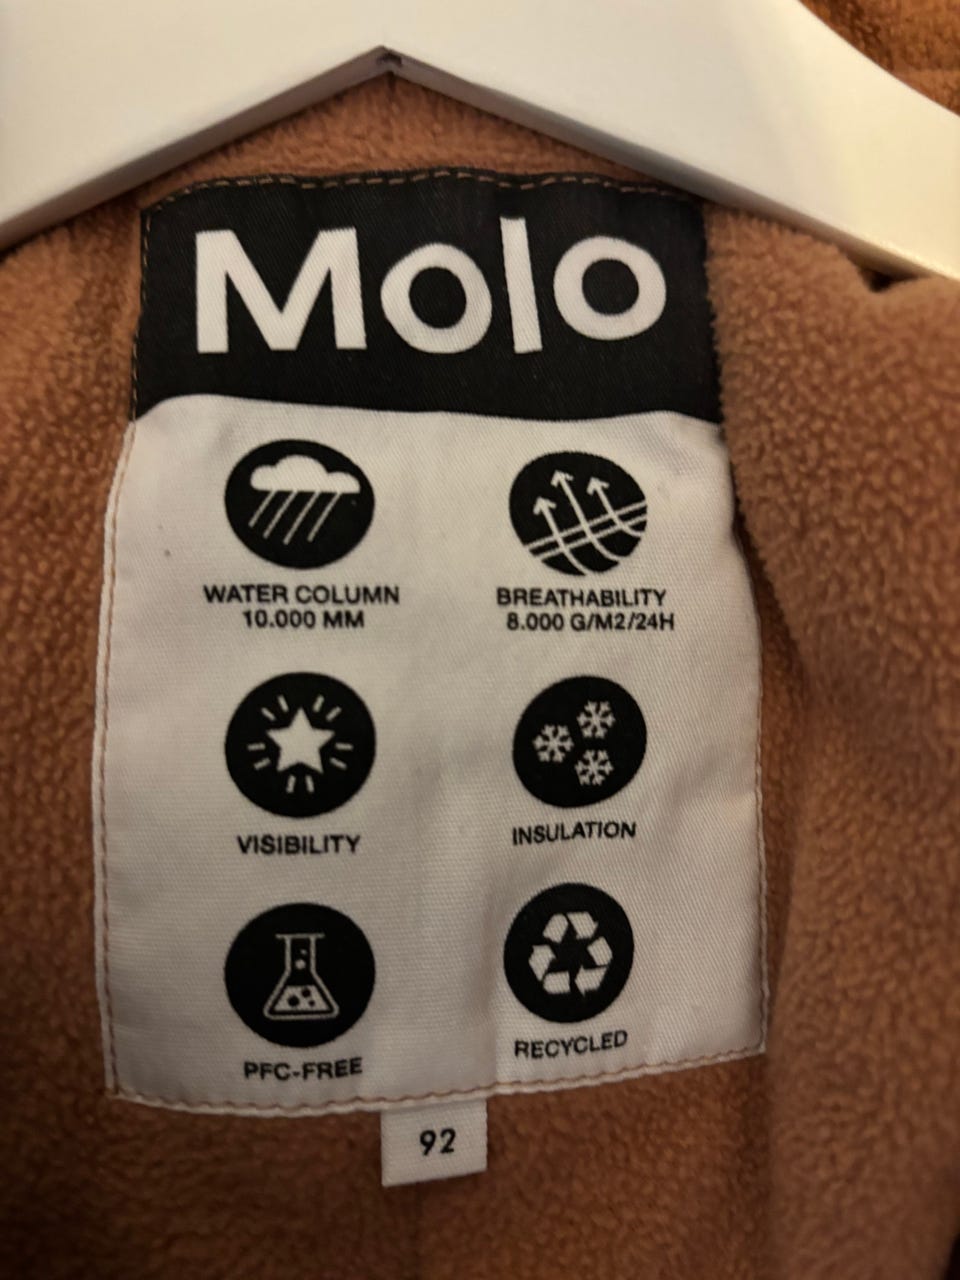 Molo
WATER COLUMN
10.000 MM
BREATHABILITY
8.000 G/M2/24H
VISIBILITY
INSULATION
PFC-FREE
RECYCLED
92